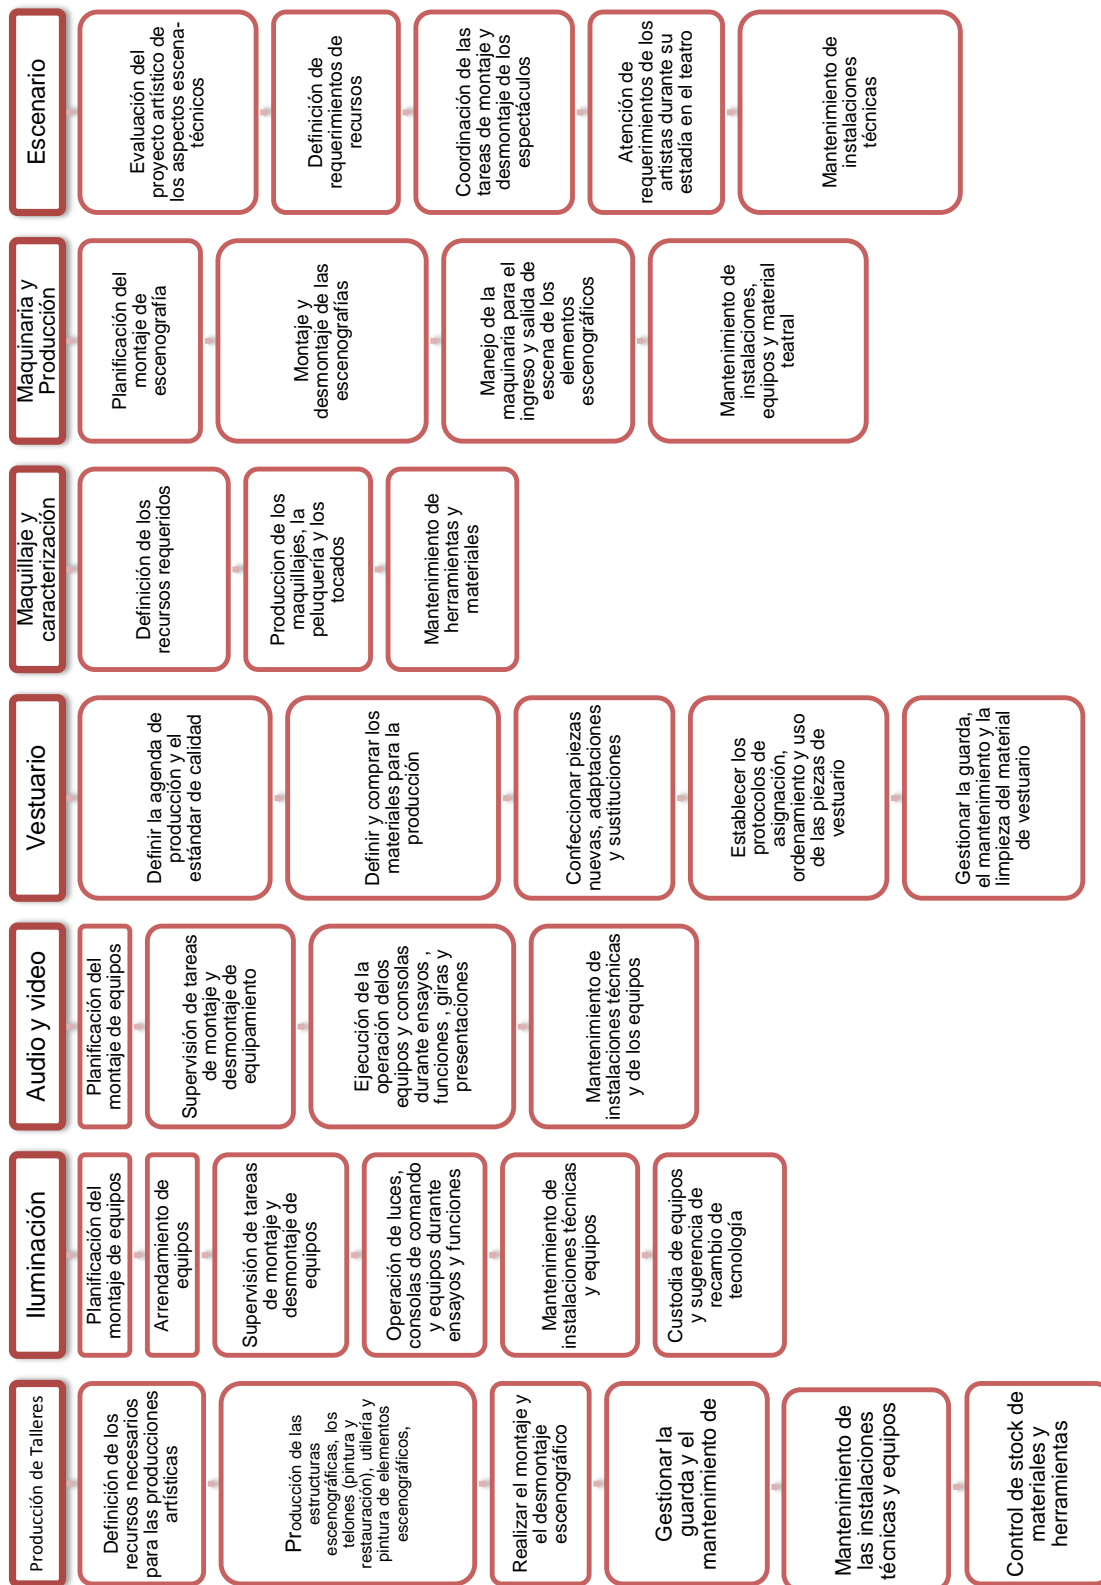 Producción de Talleres
Definición de los
recursos necesarios
para las producciones
artísticas
Producción de las
estructuras
escenográficas, los
telones (pintura y
restauración), utilería y
pintura de elementos
escenográficos,
Realizar el montaje y
el desmontaje
escenográfico
Gestionar la
guarda y el
mantenimiento de
Mantenimiento de
las instalaciones
técnicas y equipos
Control de stock de
materiales y
herramientas
Iluminación
Planificación del
montaje de equipos
Arrendamiento de
equipos
Supervisión de tareas
de montaje y
desmontaje de
equipos
Operación de luces,
consolas de comando
y equipos durante
ensayos y funciones
Mantenimiento de
instalaciones técnicas
y equipos
Custodia de equipos
y sugerencia de
recambio de
tecnología
Audio y video
Planificación del
montaje de equipos
Supervisión de tareas
de montaje y
desmontaje de
equipamiento
Ejecución de la
operación delos
equipos y consolas
durante ensayos ,
funciones , giras y
presentaciones
Mantenimiento de
instalaciones técnicas
y de los equipos
Vestuario
Definir la agenda de
producción y el
estándar de calidad
Definir y comprar los
materiales para la
producción
Confeccionar piezas
nuevas, adaptaciones
y sustituciones
Establecer los
protocolos de
asignación,
ordenamiento y uso
de las piezas de
vestuario
Gestionar la guarda,
el mantenimiento y la
limpieza del material
de vestuario
Maquillaje y
caracterización
Definición de los
recursos requeridos
Produccion de los
maquillajes, la
peluquería y los
tocados
Mantenimiento de
herramientas y
materiales
Maquinaria y
Producción
Planificación del
montaje de
escenografía
Montaje y
desmontaje de las
escenografías
Manejo de la
maquinaria para el
ingreso y salida de
escena de los
elementos
escenográficos
Mantenimiento de
instalaciones,
equipos y material
teatral
Escenario
Evaluación del
proyecto artístico de
los aspectos escena-
técnicos
Definición de
requerimientos de
recursos
Coordinación de las
tareas de montaje y
desmontaje de los
espectáculos
Atención de
requerimientos de los
artistas durante su
estadía en el teatro
Mantenimiento de
instalaciones
técnicas